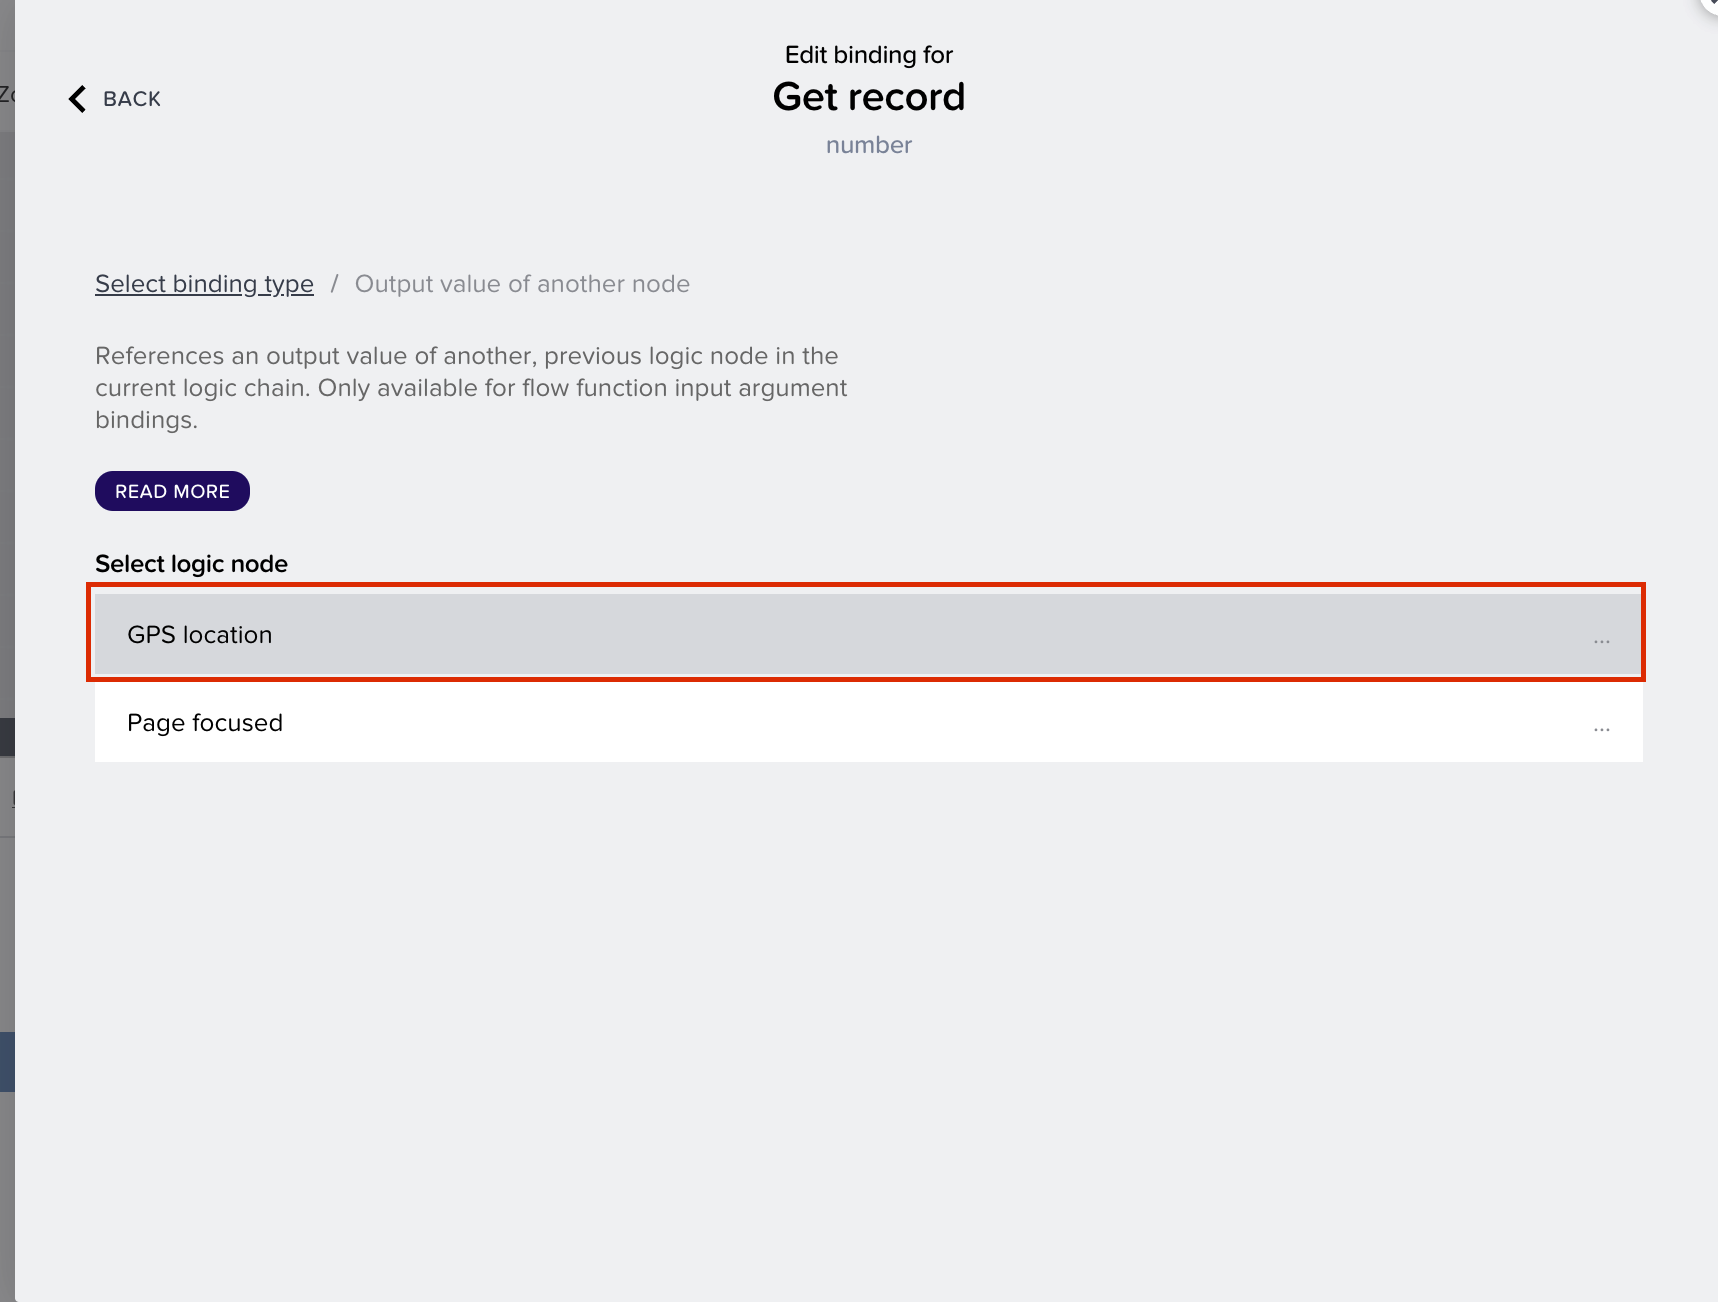 Edit binding for
BACK
Get record
number
Select binding type / Output value of another node
References an output value of another, previous logic node in the
current logic chain. Only available for flow function input argument
bindings.
READ MORE
Select logic node
GPS location ...
Page focused ...